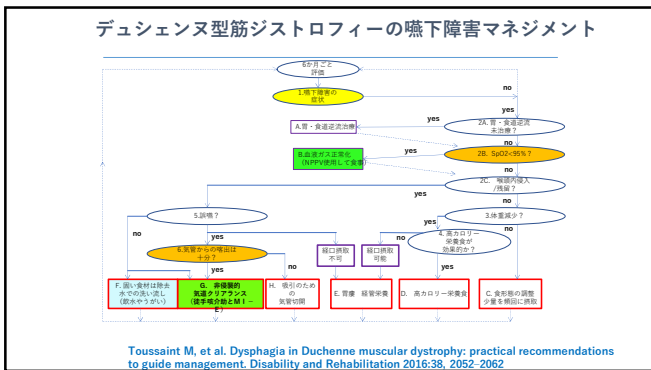 デュシェンヌ型筋ジストロフィーの嚥下障害マネジメント
6か月ごと
評価
no
1.嚥下障害の
症状
yes
A.胃・食道逆流治療
yes
2A. 胃・食道逆流
未治療？
no
B.血液ガス正常化
（NPPV使用して食事）
yes
2B. SpO2<95%？
no
yes
2C. 喉頭内侵入
/残留？
no
5.誤嚥？
yes
3.体重減少？
no
yes
no
4. 高カロリー
栄養食が
効果的か？
no
6.気管からの喀出は
十分？
no
経口摂取
不可
経口摂取
可能
yes
yes
no
F. 固い食材は除去
水での洗い流し
（飲水やうがい）
G. 非侵襲的
気道クリアランス
（徒手咳介助とＭＩ－
Ｅ）
H. 吸引のため
の
気管切開
E. 胃瘻　経管栄養
D. 高カロリー栄養食
C. 食形態の調整
少量を頻回に摂取
Toussaint M, et al. Dysphagia in Duchenne muscular dystrophy: practical recommendations
to guide management. Disability and Rehabilitation 2016:38, 2052–2062